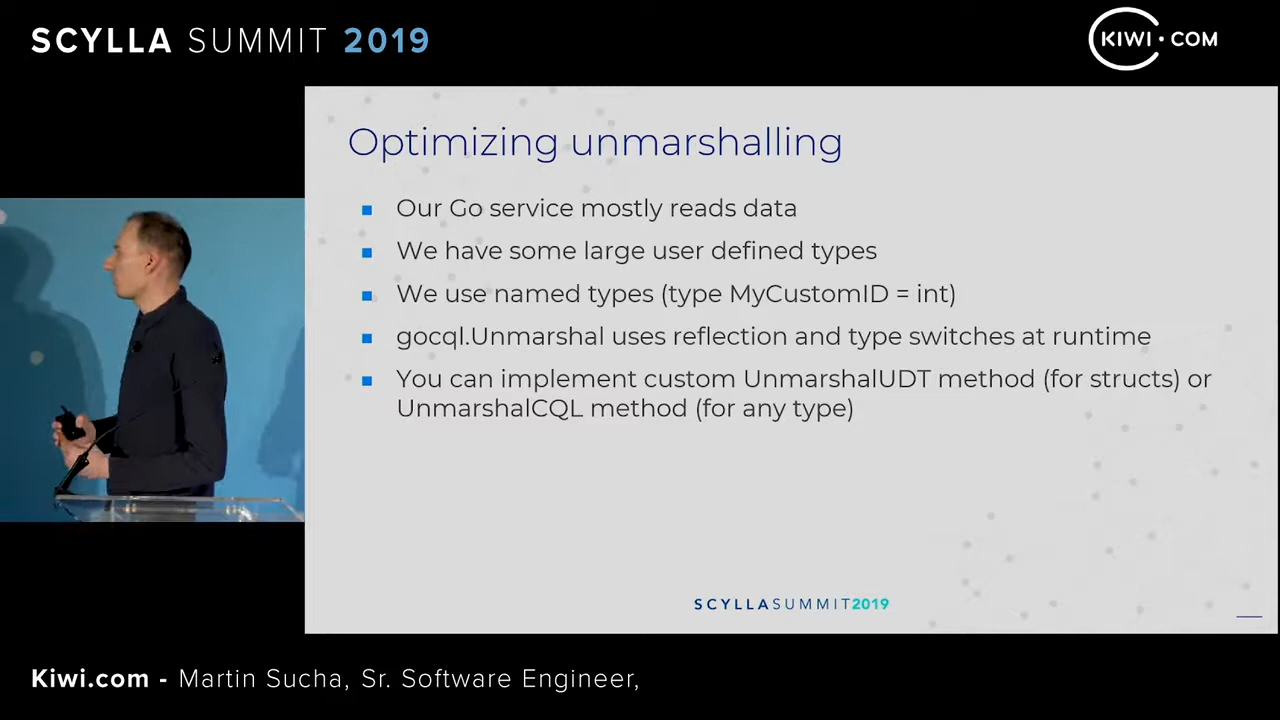 SCYLLA SUMMIT 2019
KIWI.COM
Optimizing unmarshalling
Our Go service mostly reads data
We have some large user defined types
We use named types (type MyCustomID = int)
gocql.Unmarshal uses reflection and type switches at runtime
You can implement custom UnmarshalUDT method (for structs) or
UnmarshalCQL method (for any type)
SCYLLASUMMIT2019
Kiwi.com - Martin Sucha, Sr. Software Engineer,